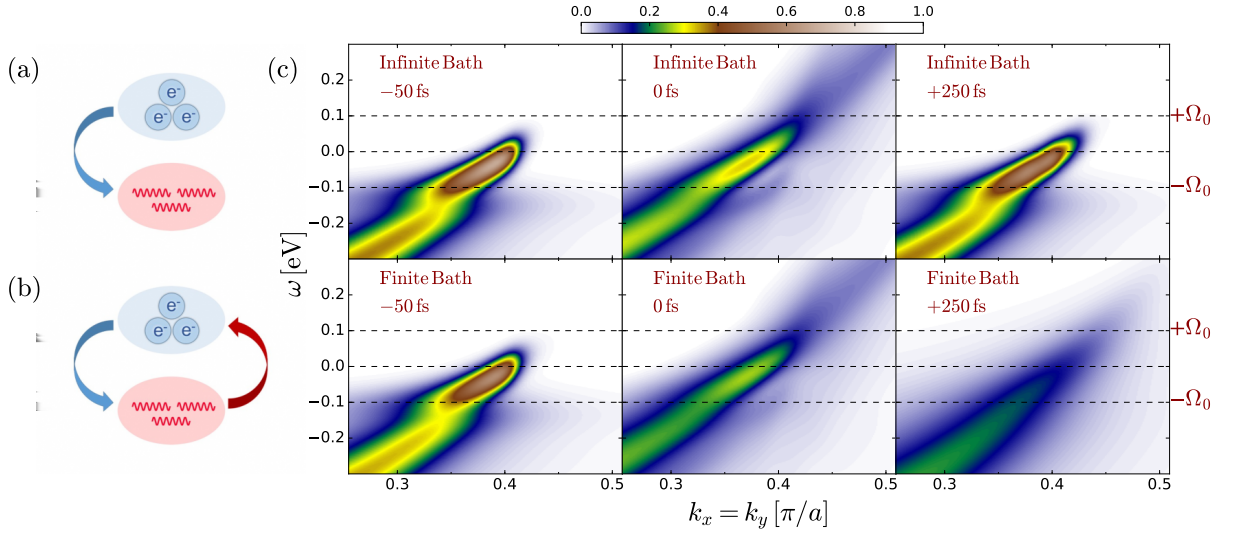 0.0 0.2 0.4 0.6 0.8 1.0
(a)
e⁻
e⁻ e⁻
(b)
e⁻
e⁻ e⁻
(c)
Infinite Bath
−50 fs
Infinite Bath
0 fs
Infinite Bath
+250 fs
0.2
0.1
0.0
−0.1
−0.2
+Ω₀
−Ω₀
Finite Bath
−50 fs
Finite Bath
0 fs
Finite Bath
+250 fs
0.2
0.1
0.0
−0.1
−0.2
+Ω₀
−Ω₀
ω [eV]
0.3 0.4 0.3 0.4 0.5 0.3 0.4 0.5
kₓ = k_y [π/a]